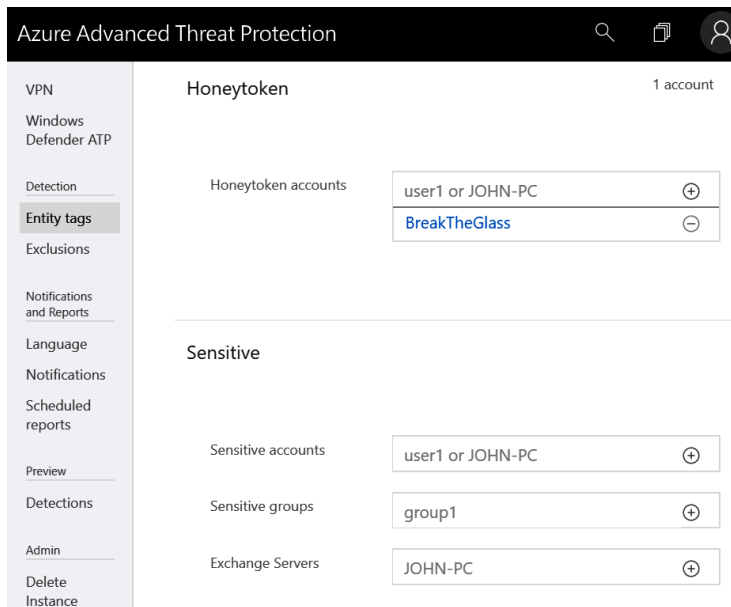 Azure Advanced Threat Protection
VPN
Windows
Defender ATP
Detection
Entity tags
Exclusions
Notifications
and Reports
Language
Notifications
Scheduled
reports
Preview
Detections
Admin
Delete
Instance
Honeytoken
1 account
Honeytoken accounts
user1 or JOHN-PC
BreakTheGlass
Sensitive
Sensitive accounts
user1 or JOHN-PC
Sensitive groups
group1
Exchange Servers
JOHN-PC